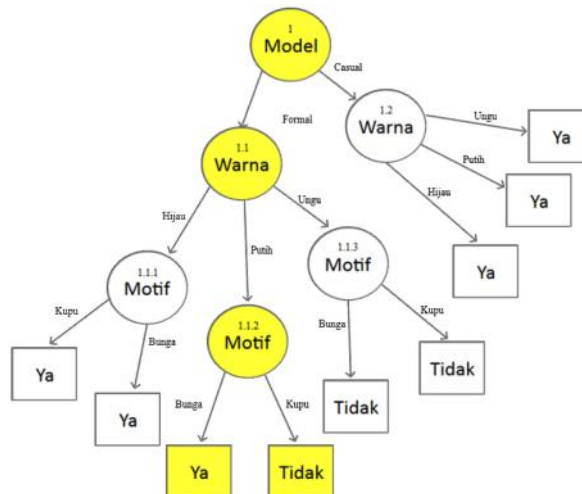 1
Model
Casual
Formal
1.2
Warna
Ungu
Ya
Putih
Ya
Hijau
Ya
1.1
Warna
Hijau
Putih
Ungu
1.1.1
Motif
Kupu
Ya
Bunga
Ya
1.1.2
Motif
Bunga
Ya
Kupu
Tidak
1.1.3
Motif
Bunga
Tidak
Kupu
Tidak